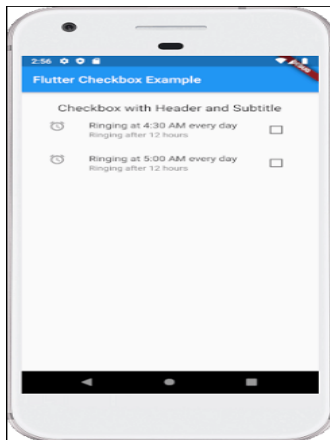 2:56
Flutter Checkbox Example
Checkbox with Header and Subtitle
Ringing at 4:30 AM every day
Ringing after 12 hours
Ringing at 5:00 AM every day
Ringing after 12 hours